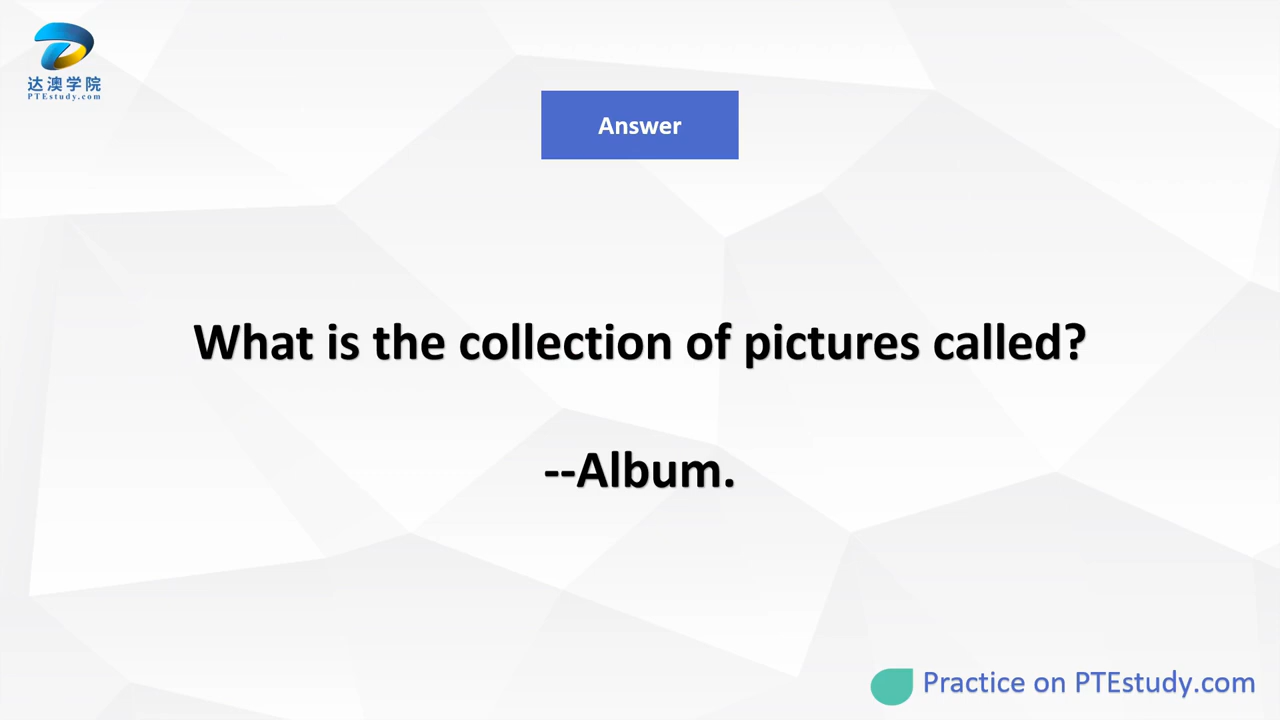 达澳学院
PTEstudy.com
Answer
What is the collection of pictures called?
--Album.
Practice on PTEstudy.com